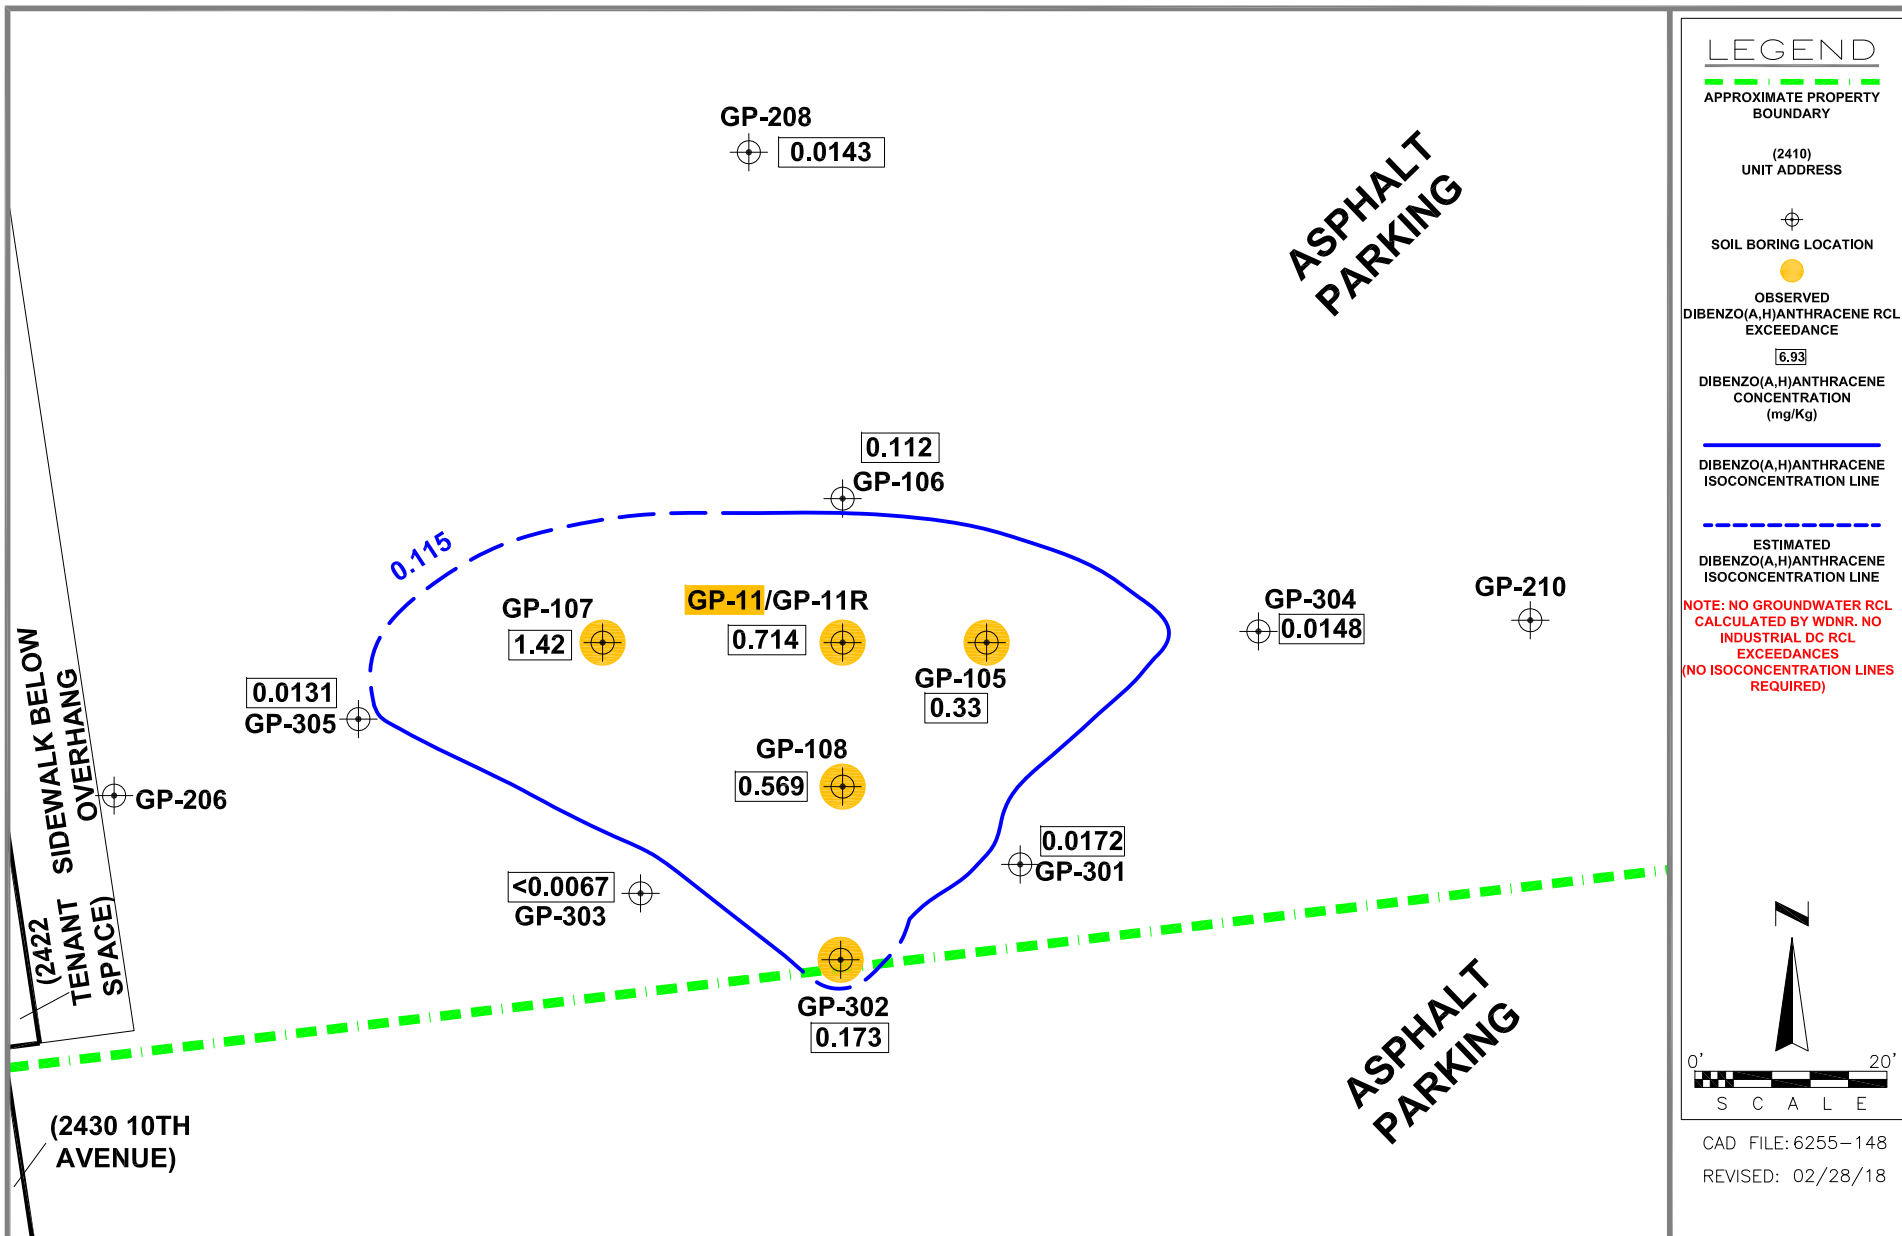 GP-208
0.0143
ASPHALT
PARKING
0.112
GP-106
0.115
GP-107
1.42
GP-11/GP-11R
0.714
GP-105
0.33
GP-304
0.0148
GP-210
0.0131
GP-305
GP-108
0.569
GP-206
SIDEWALK BELOW
OVERHANG
0.0172
GP-301
<0.0067
GP-303
(2422
TENANT
SPACE)
GP-302
0.173
ASPHALT
PARKING
(2430 10TH
AVENUE)
LEGEND
APPROXIMATE PROPERTY
BOUNDARY
(2410)
UNIT ADDRESS
SOIL BORING LOCATION
OBSERVED
DIBENZO(A,H)ANTHRACENE RCL
EXCEEDANCE
6.93
DIBENZO(A,H)ANTHRACENE
CONCENTRATION
(mg/Kg)
DIBENZO(A,H)ANTHRACENE
ISOCONCENTRATION LINE
ESTIMATED
DIBENZO(A,H)ANTHRACENE
ISOCONCENTRATION LINE
NOTE: NO GROUNDWATER RCL
CALCULATED BY WDNR. NO
INDUSTRIAL DC RCL
EXCEEDANCES
(NO ISOCONCENTRATION LINES
REQUIRED)
N
0' 20'
S C A L E
CAD FILE: 6255-148
REVISED: 02/28/18